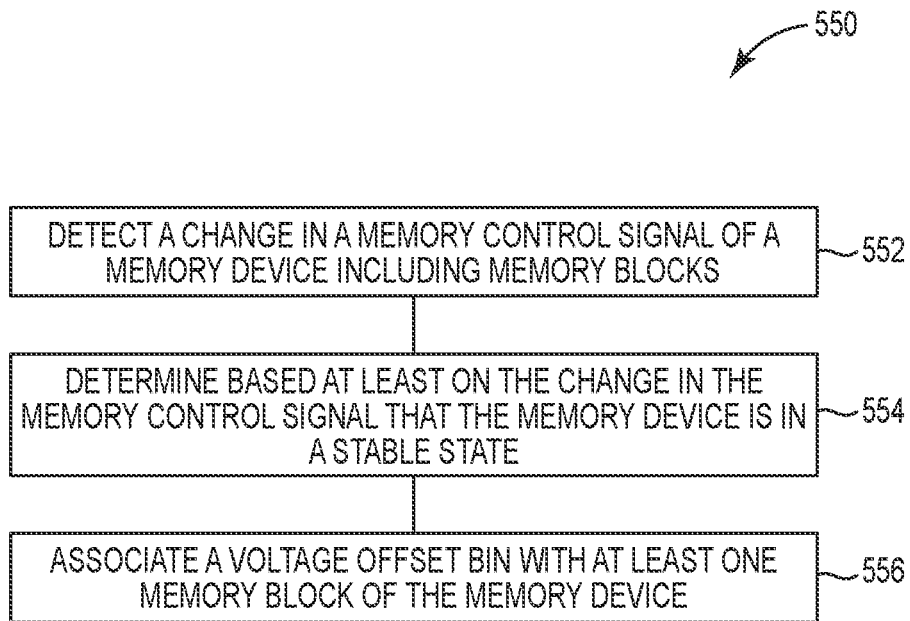 550
DETECT A CHANGE IN A MEMORY CONTROL SIGNAL OF A
MEMORY DEVICE INCLUDING MEMORY BLOCKS
552
DETERMINE BASED AT LEAST ON THE CHANGE IN THE
MEMORY CONTROL SIGNAL THAT THE MEMORY DEVICE IS IN
A STABLE STATE
554
ASSOCIATE A VOLTAGE OFFSET BIN WITH AT LEAST ONE
MEMORY BLOCK OF THE MEMORY DEVICE
556